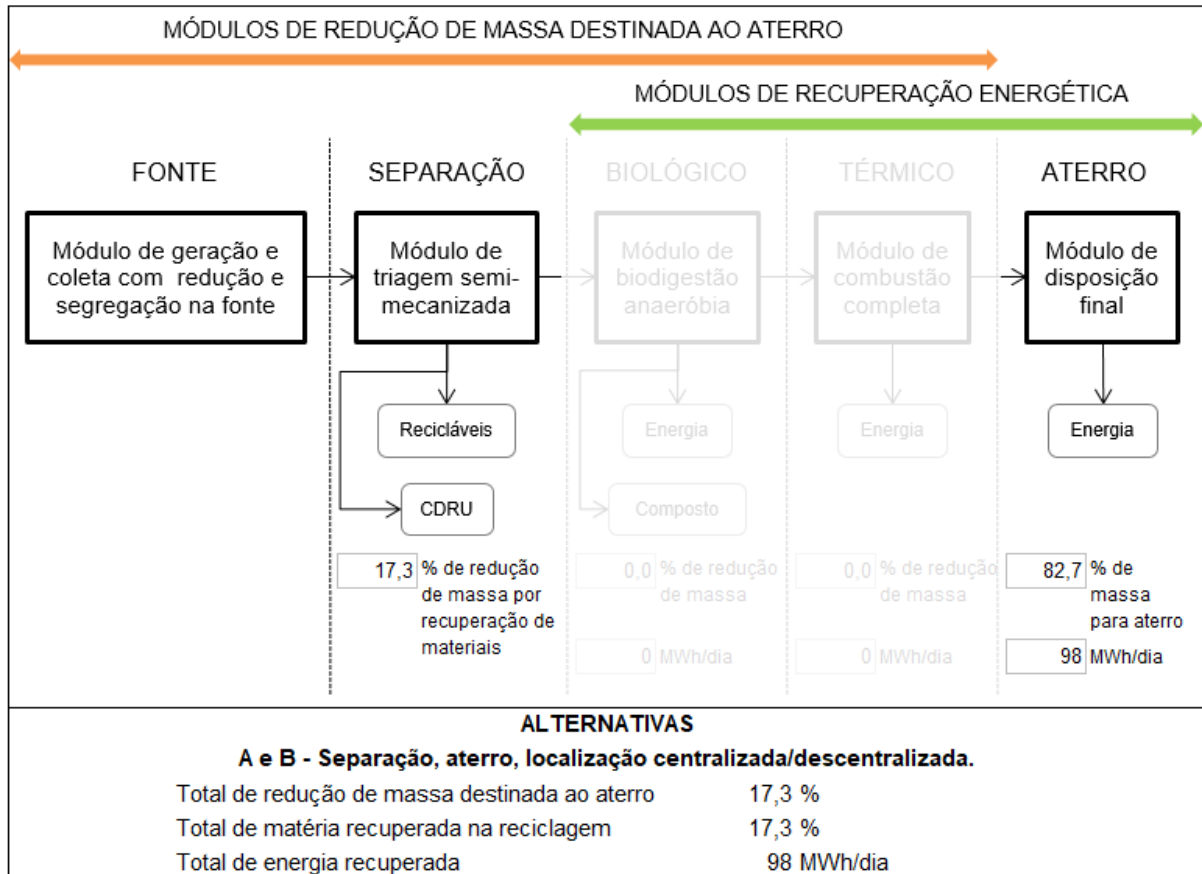 MÓDULOS DE REDUÇÃO DE MASSA DESTINADA AO ATERRO
MÓDULOS DE RECUPERAÇÃO ENERGÉTICA
FONTE
SEPARAÇÃO
BIOLÓGICO
TÉRMICO
ATERRO
Módulo de geração e
coleta com redução e
segregação na fonte
Módulo de
triagem semi-
mecanizada
Módulo de
biodigestão
anaeróbia
Módulo de
combustão
completa
Módulo de
disposição
final
Recicláveis
Energia
Energia
Energia
CDRU
Composto
17,3 % de redução
de massa por
recuperação de
materiais
0,0 % de redução
de massa
0,0 % de redução
de massa
82,7 % de
massa
para aterro
0 MWh/dia
0 MWh/dia
98 MWh/dia
ALTERNATIVAS
A e B - Separação, aterro, localização centralizada/descentralizada.
Total de redução de massa destinada ao aterro 17,3 %
Total de matéria recuperada na reciclagem 17,3 %
Total de energia recuperada 98 MWh/dia